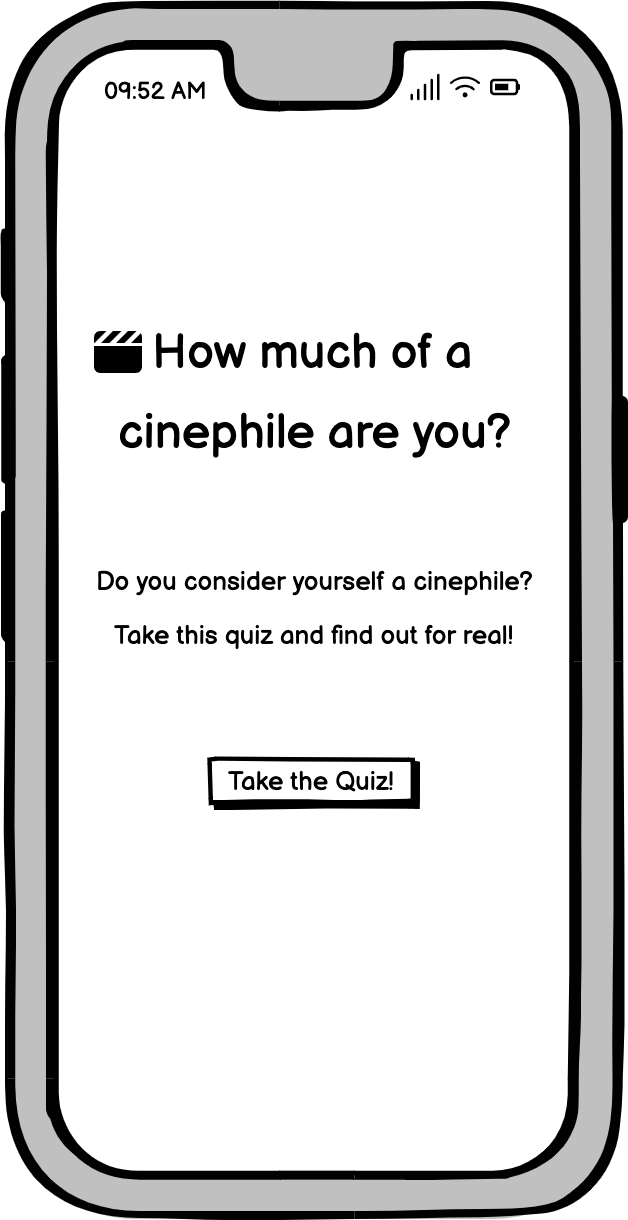 09:52 AM
How much of a
cinephile are you?
Do you consider yourself a cinephile?
Take this quiz and find out for real!
Take the Quiz!